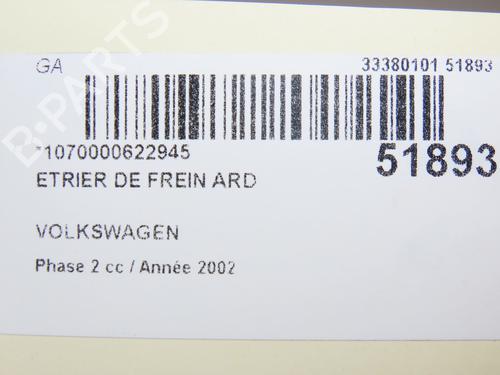 GA
33380101 51893
*1070000622945
51893
ETRIER DE FREIN ARD
VOLKSWAGEN
Phase 2 cc / Année 2002
B-PARTS